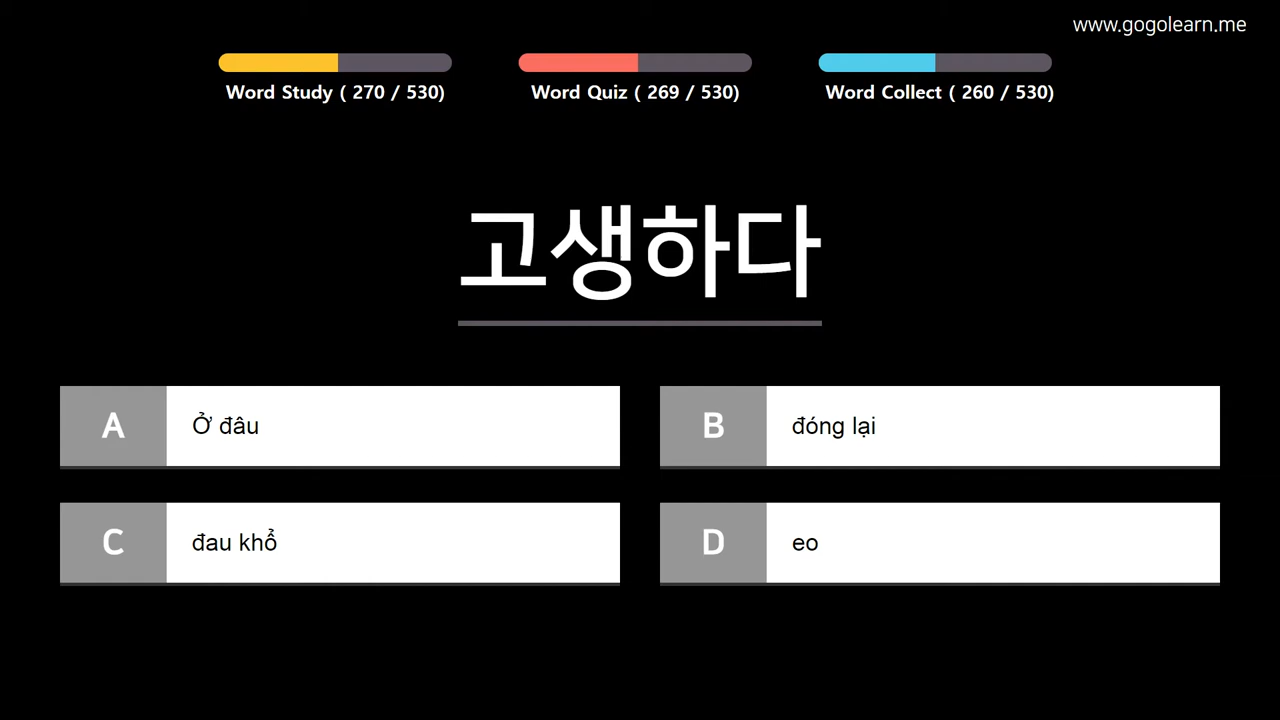 www.gogolearn.me
Word Study ( 270 / 530)
Word Quiz ( 269 / 530)
Word Collect ( 260 / 530)
고생하다
A
Ở đâu
B
đóng lại
C
đau khổ
D
eo